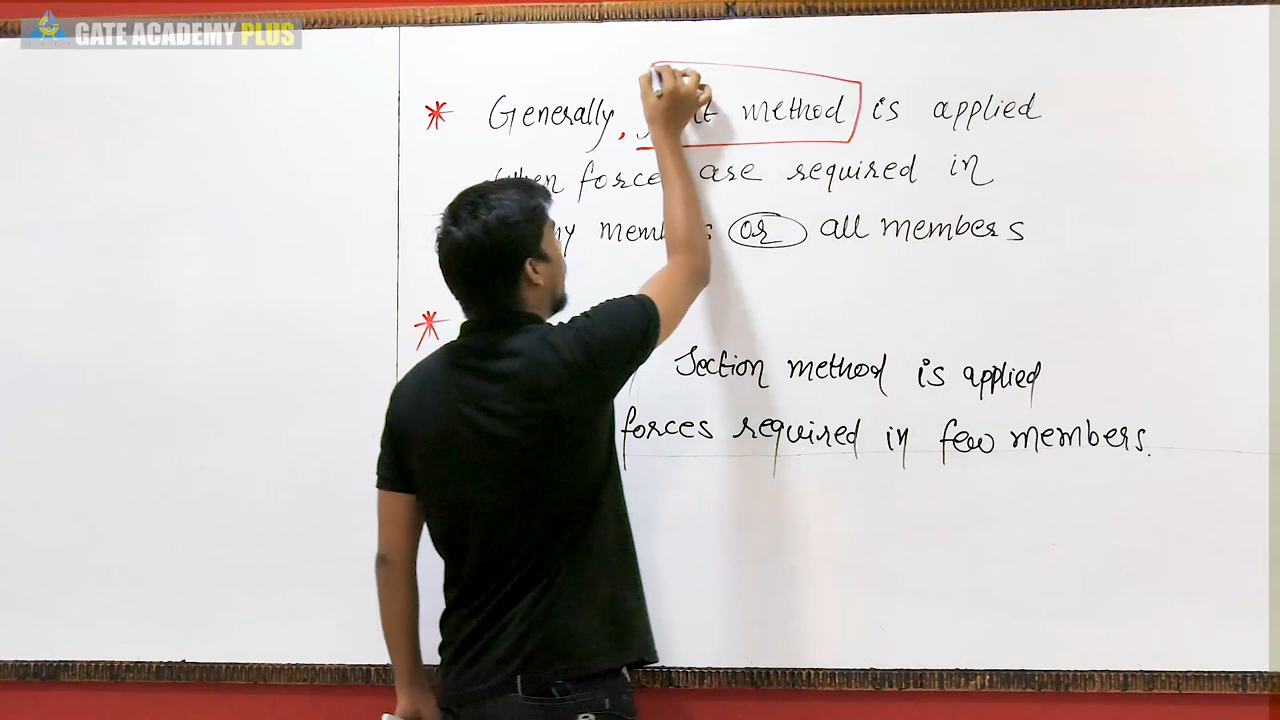 GATE ACADEMY PLUS
* Generally, method is applied
forces are required in
members or all members
*
Section method is applied
forces required in few members.